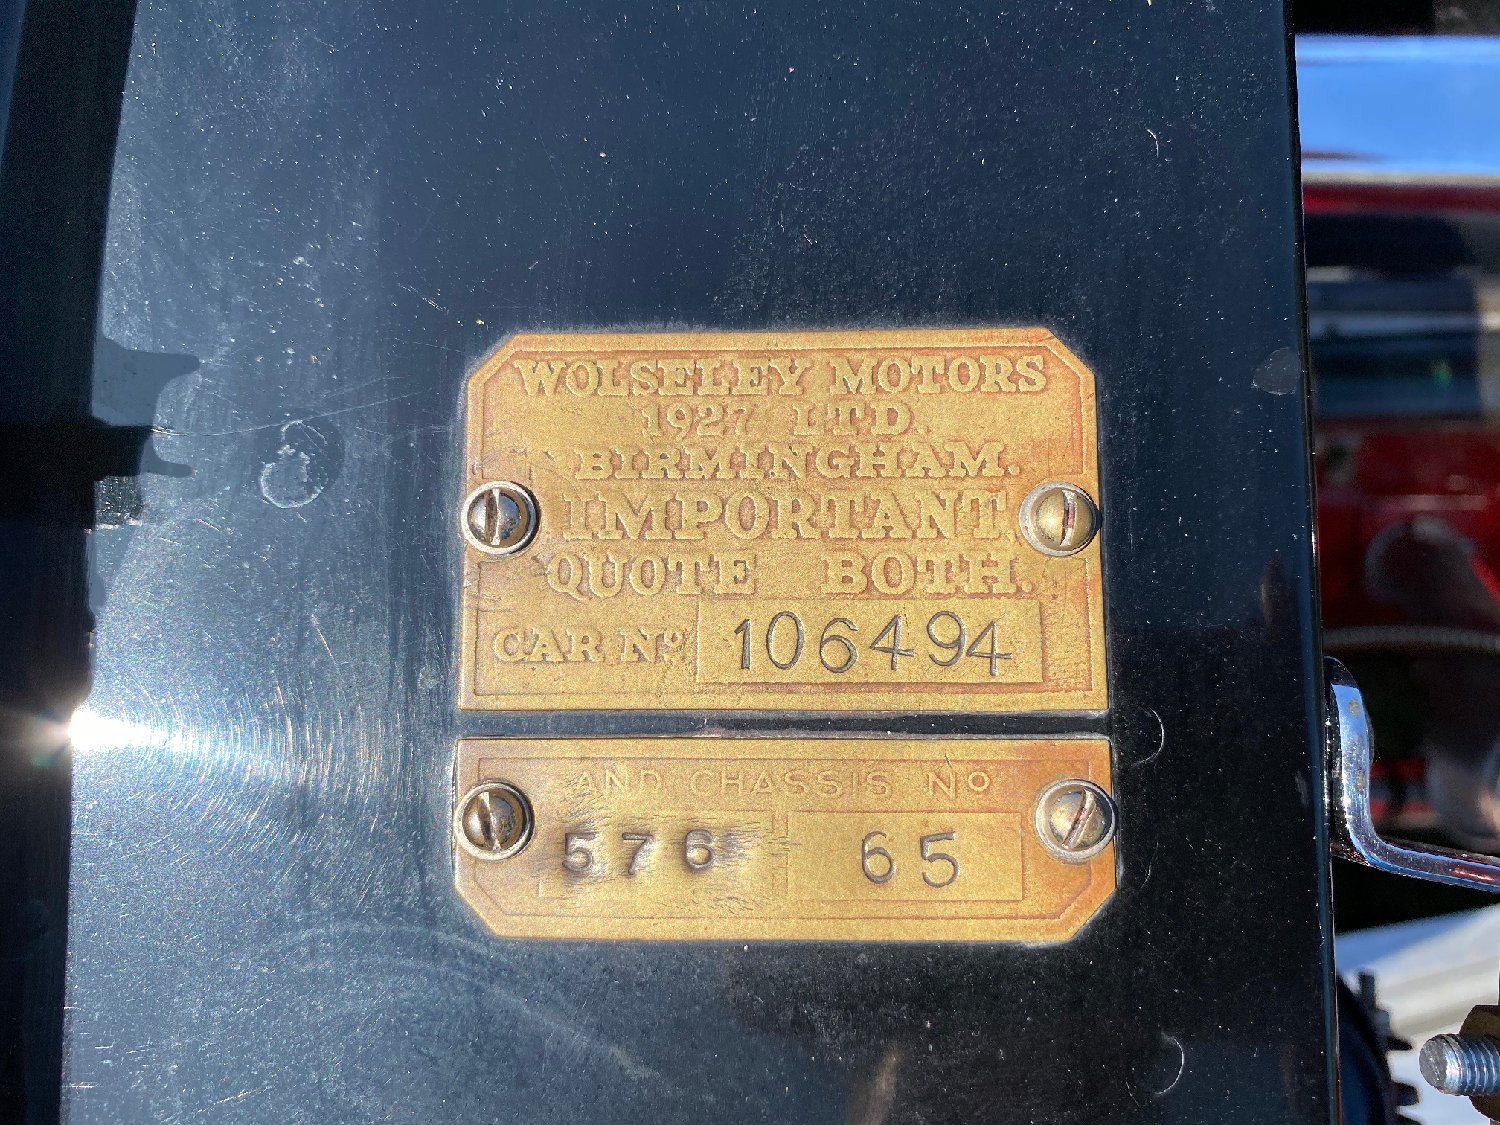 WOLSELEY MOTORS
1927 LTD.
BIRMINGHAM.
IMPORTANT.
QUOTE BOTH.
CAR Nº 106494
AND CHASSIS Nº
576 65